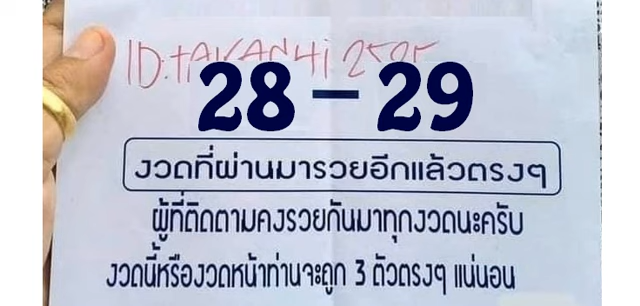 ID:TAKANHI 2525
28-29
งวดที่ผ่านมารวยอีกแล้วตรงๆ
ผู้ที่ติดตามคงรวยกันมาทุกงวดนะครับ
งวดนี้หรืองวดหน้าท่านจะถูก 3 ตัวตรงๆ แน่นอน